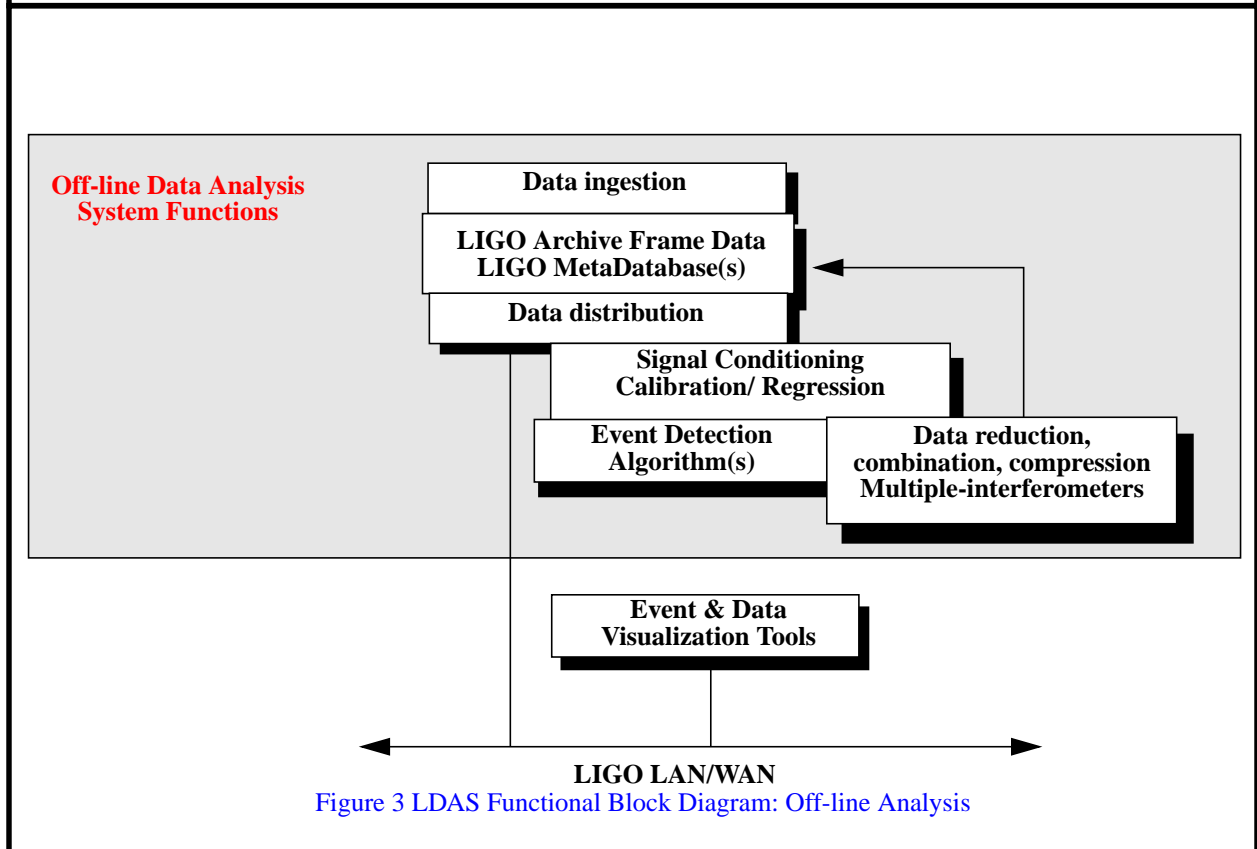 Off-line Data Analysis
System Functions
Data ingestion
LIGO Archive Frame Data
LIGO MetaDatabase(s)
Data distribution
Signal Conditioning
Calibration/ Regression
Event Detection
Algorithm(s)
Data reduction,
combination, compression
Multiple-interferometers
Event & Data
Visualization Tools
LIGO LAN/WAN
Figure 3 LDAS Functional Block Diagram: Off-line Analysis